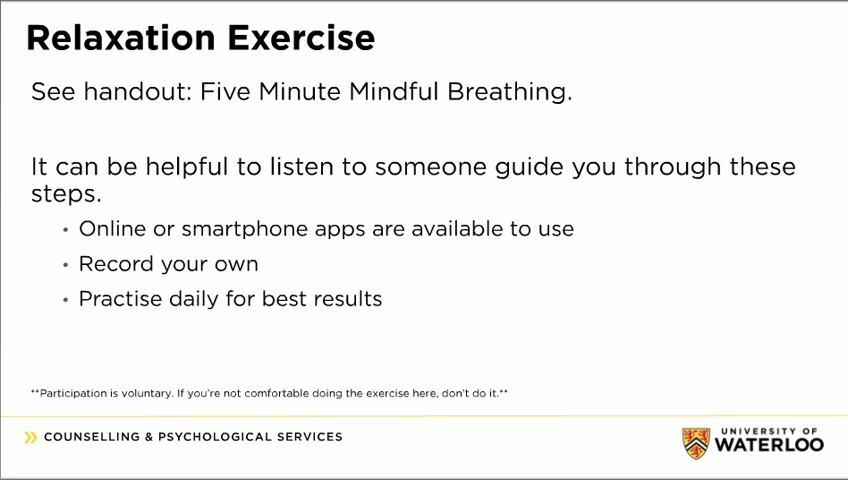 Relaxation Exercise
See handout: Five Minute Mindful Breathing.
It can be helpful to listen to someone guide you through these
steps.
• Online or smartphone apps are available to use
• Record your own
• Practise daily for best results
**Participation is voluntary. If you're not comfortable doing the exercise here, don't do it.**
COUNSELLING & PSYCHOLOGICAL SERVICES
UNIVERSITY OF
WATERLOO